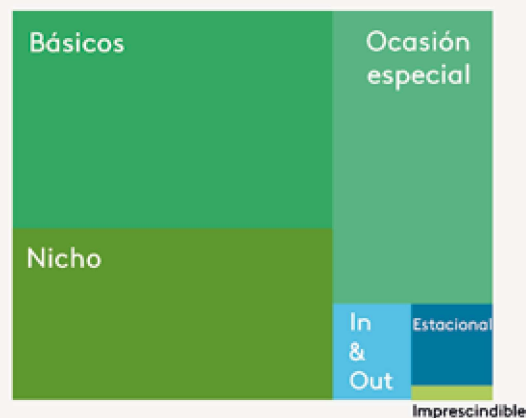 Básicos
Ocasión
especial
Nicho
In
&
Out
Estacional
Imprescindible